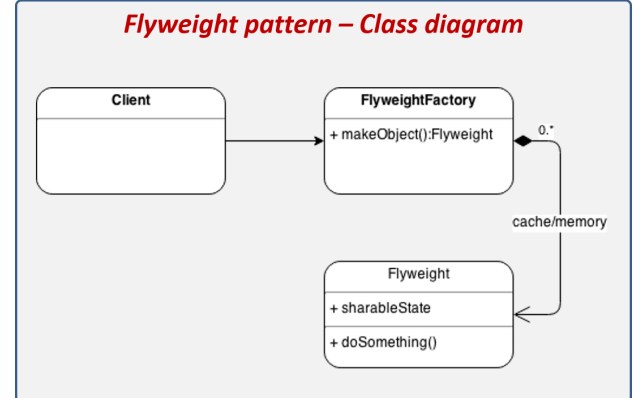 Flyweight pattern – Class diagram
Client
FlyweightFactory
+ makeObject():Flyweight
0.*
cache/memory
Flyweight
+ sharableState
+ doSomething()